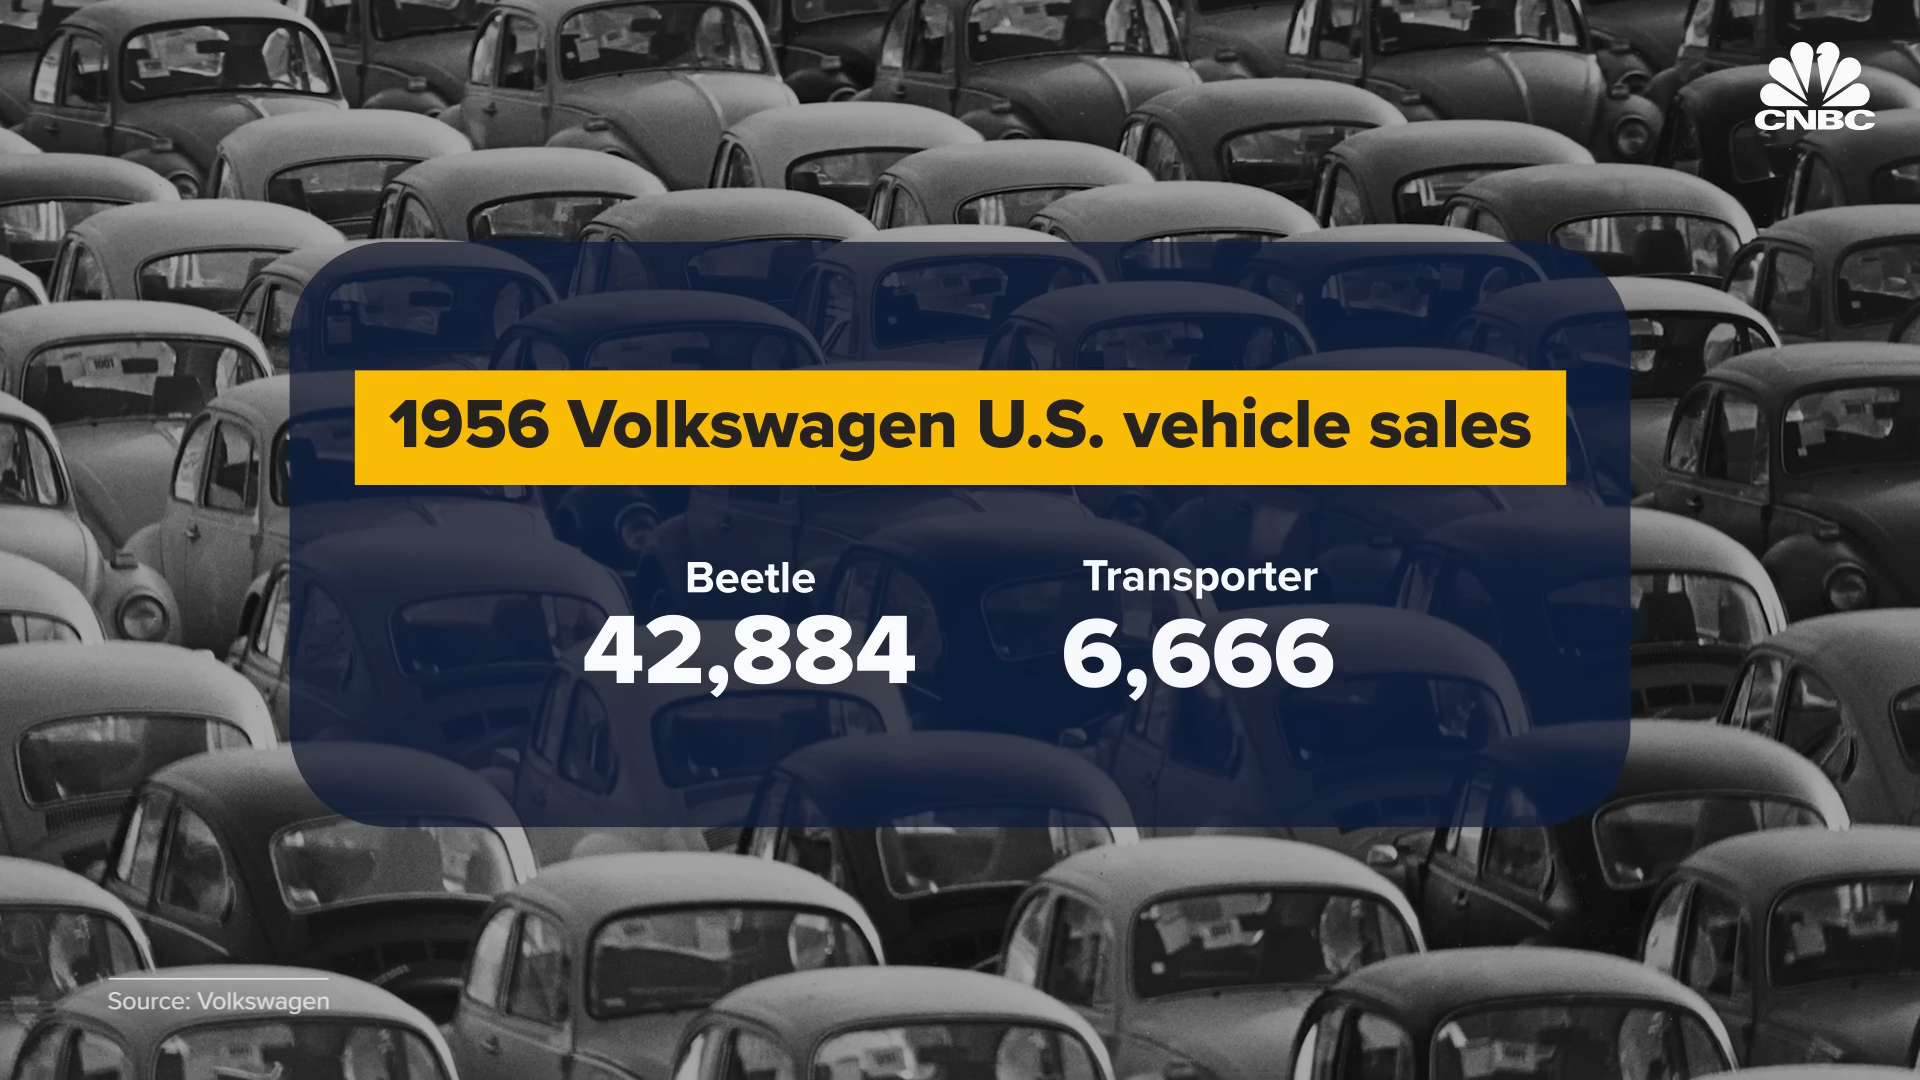 CNBC
1956 Volkswagen U.S. vehicle sales
Beetle
42,884
Transporter
6,666
Source: Volkswagen